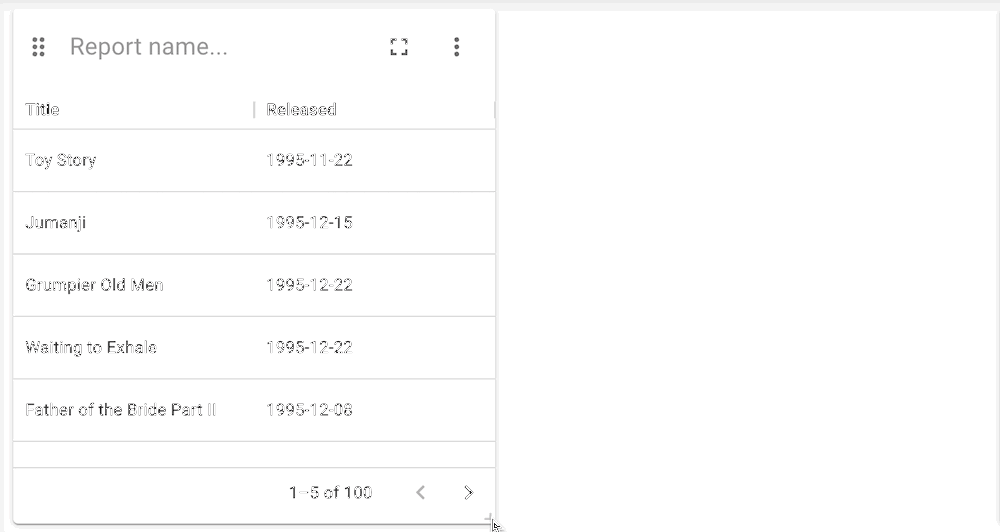 Report name...
Title Released
Toy Story 1995-11-22
Jumanji 1995-12-15
Grumpier Old Men 1995-12-22
Waiting to Exhale 1995-12-22
Father of the Bride Part II 1995-12-08
1–5 of 100